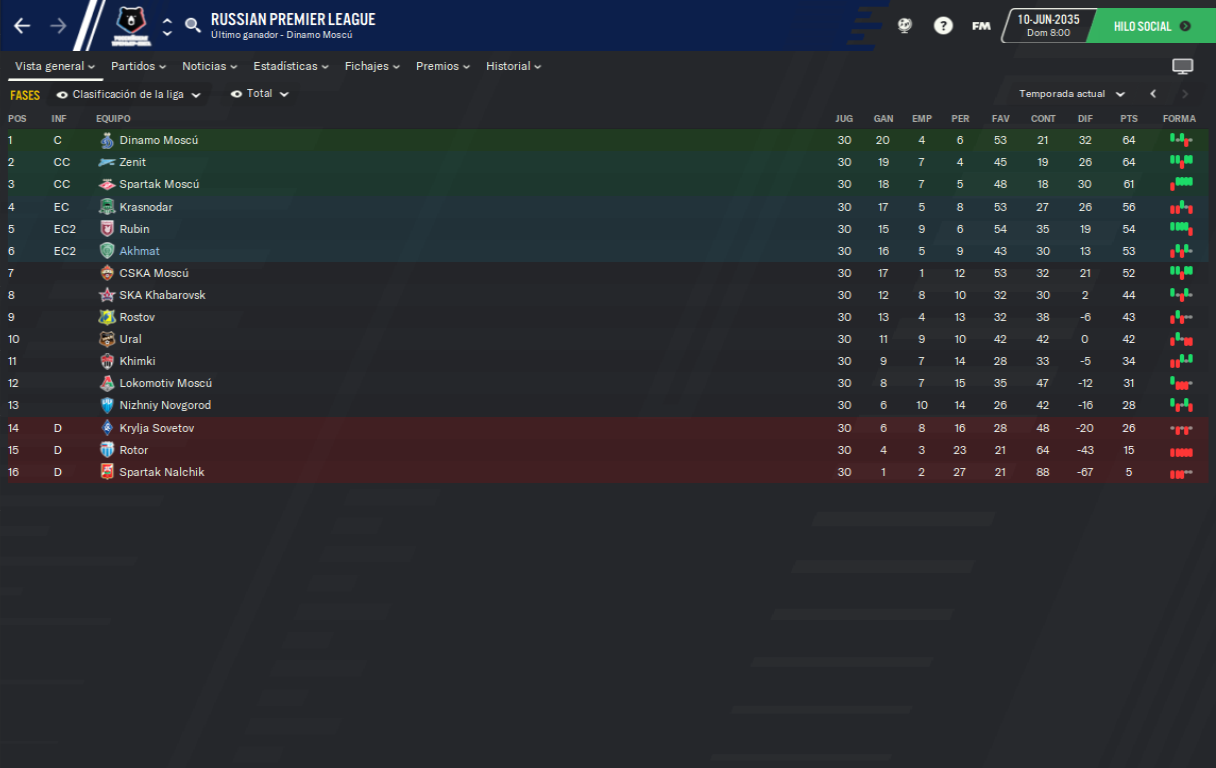 RUSSIAN PREMIER LEAGUE
Último ganador - Dinamo Moscú
?
FM
10-JUN-2035
Dom 8:00
HILO SOCIAL
Vista general Partidos Noticias Estadísticas Fichajes Premios Historial
FASES Clasificación de la liga Total Temporada actual
POS INF EQUIPO JUG GAN EMP PER FAV CONT DIF PTS FORMA
1 C Dinamo Moscú 30 20 4 6 53 21 32 64
2 CC Zenit 30 19 7 4 45 19 26 64
3 CC Spartak Moscú 30 18 7 5 48 18 30 61
4 EC Krasnodar 30 17 5 8 53 27 26 56
5 EC2 Rubin 30 15 9 6 54 35 19 54
6 EC2 Akhmat 30 16 5 9 43 30 13 53
7 CSKA Moscú 30 17 1 12 53 32 21 52
8 SKA Khabarovsk 30 12 8 10 32 30 2 44
9 Rostov 30 13 4 13 32 38 -6 43
10 Ural 30 11 9 10 42 42 0 42
11 Khimki 30 9 7 14 28 33 -5 34
12 Lokomotiv Moscú 30 8 7 15 35 47 -12 31
13 Nizhniy Novgorod 30 6 10 14 26 42 -16 28
14 D Krylja Sovetov 30 6 8 16 28 48 -20 26
15 D Rotor 30 4 3 23 21 64 -43 15
16 D Spartak Nalchik 30 1 2 27 21 88 -67 5